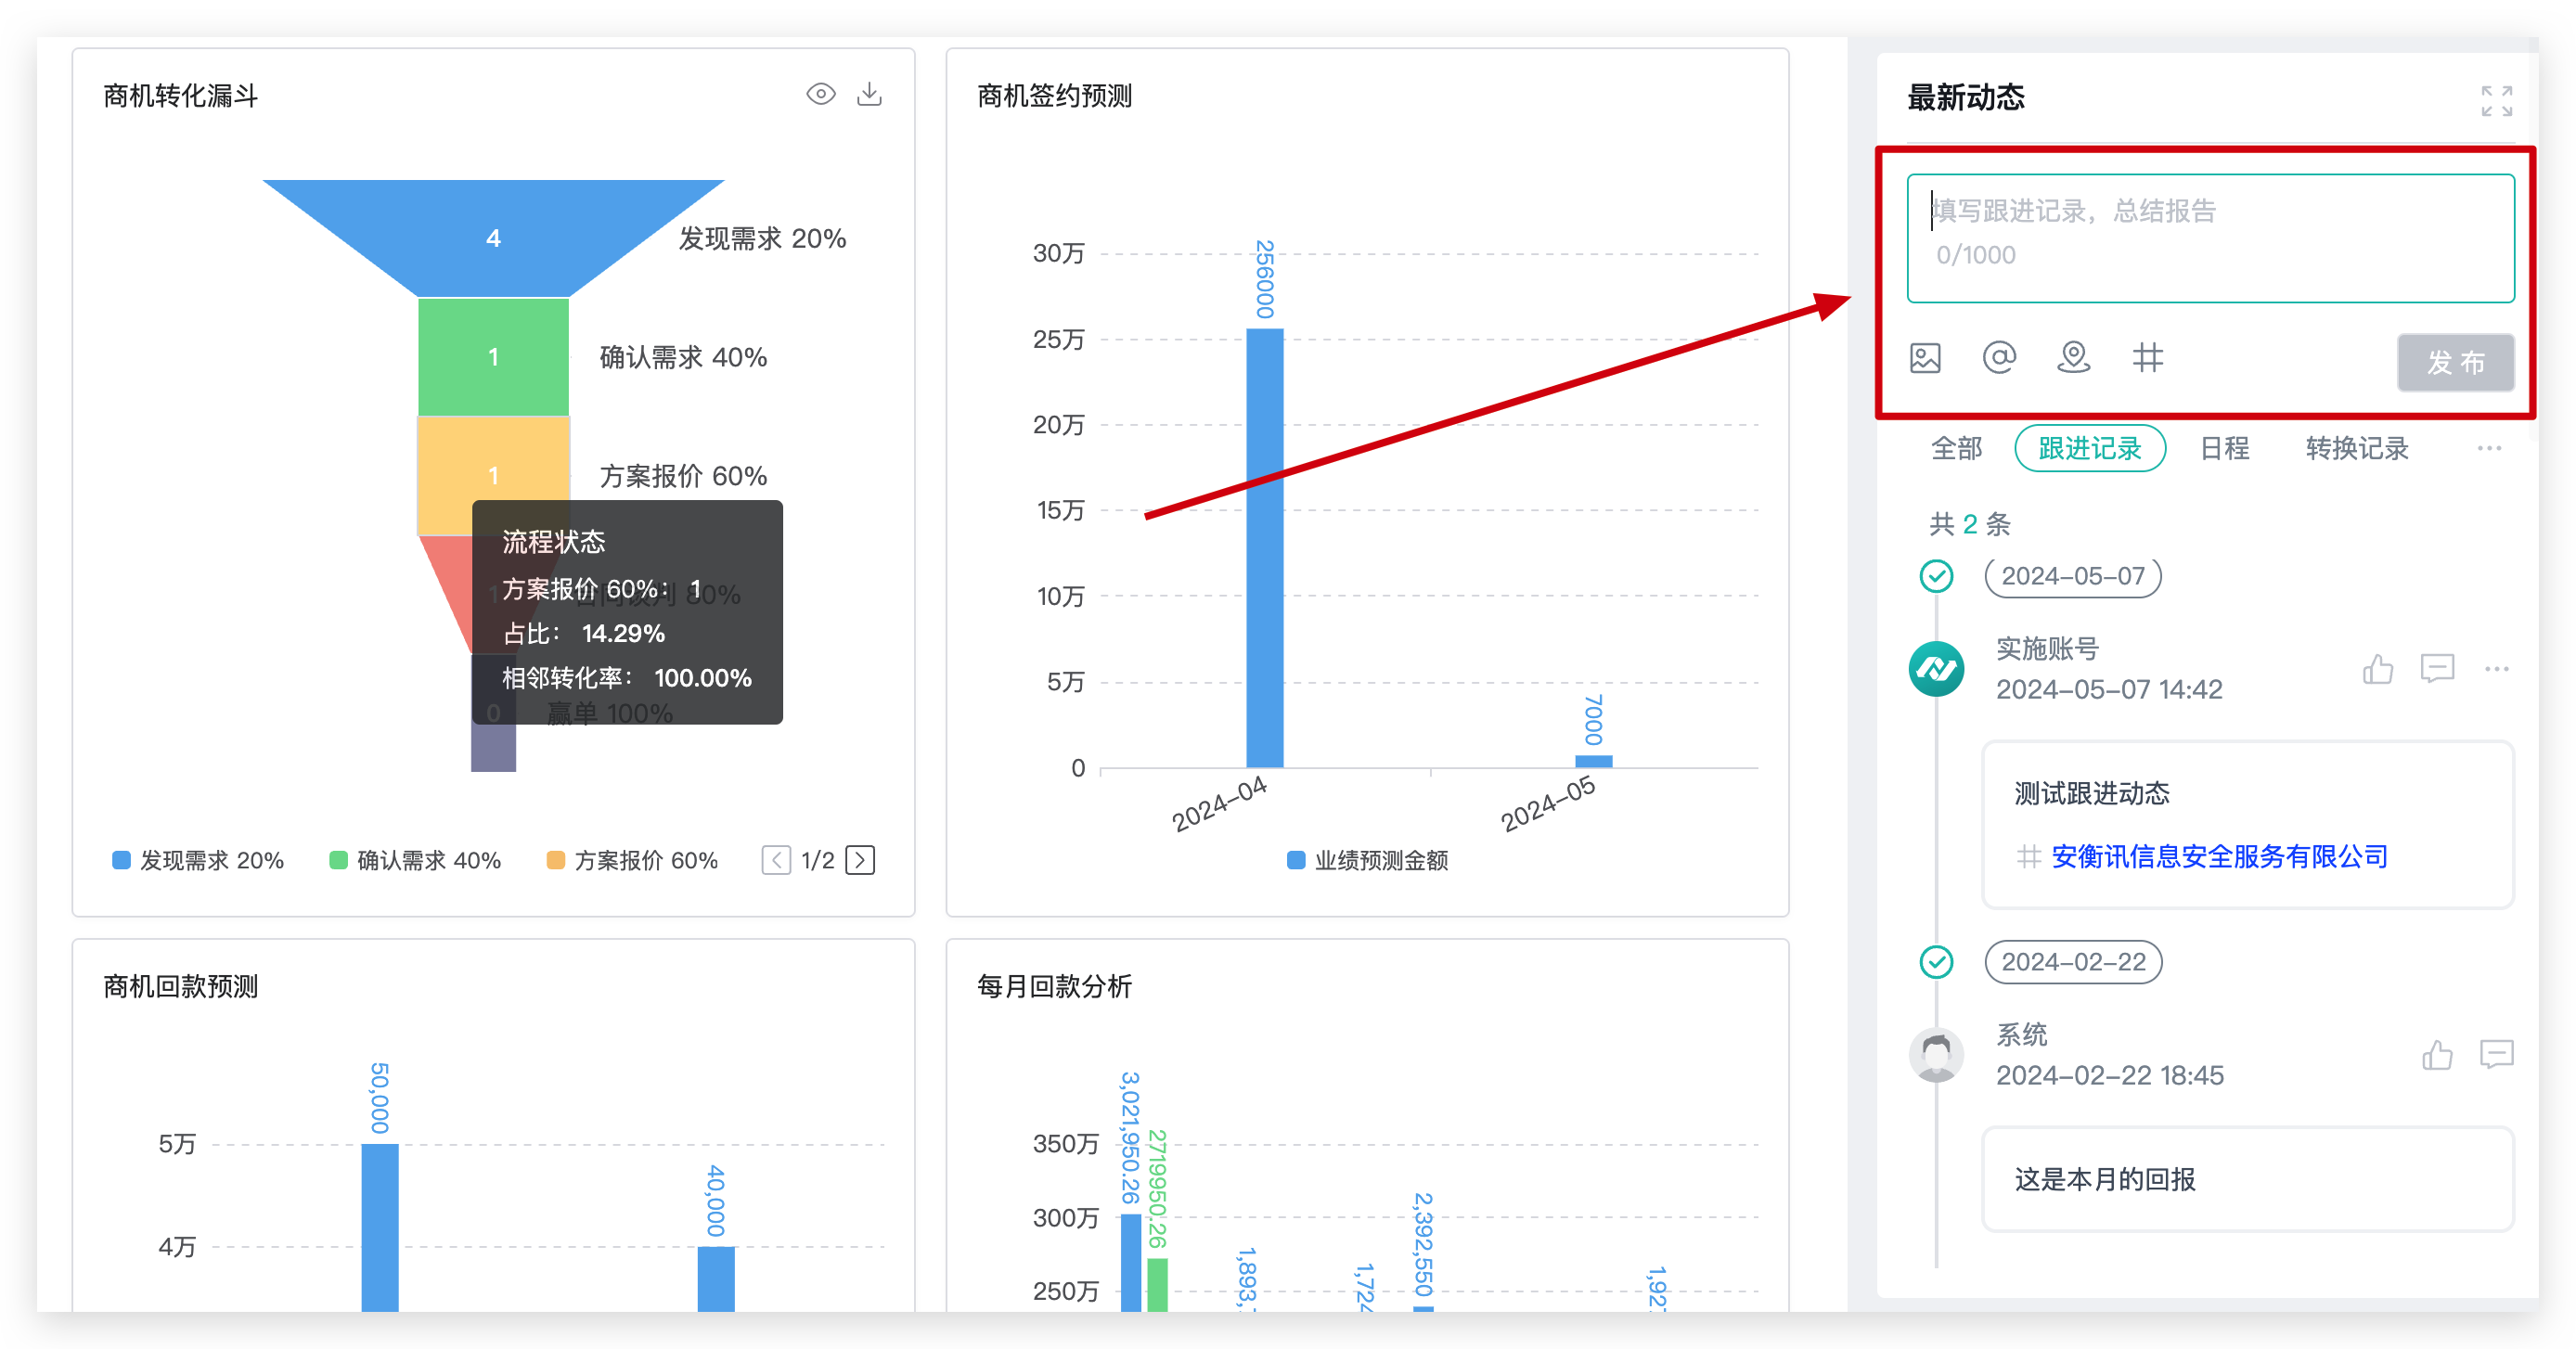 商机转化漏斗
4
发现需求 20%
1
确认需求 40%
1
方案报价 60%
流程状态
方案报价 60%： 1
占比： 14.29%
相邻转化率： 100.00%
1
80%
0
赢单 100%
发现需求 20%
确认需求 40%
方案报价 60%
1/2
商机签约预测
30万
25万
20万
15万
10万
5万
0
256000
7000
2024-04
2024-05
业绩预测金额
商机回款预测
5万
4万
50,000
40,000
每月回款分析
350万
300万
250万
3,021,950.26
2719950.26
1,893,
1,724
2,392,550
1,927
最新动态
填写跟进记录，总结报告
0/1000
发 布
全部
跟进记录
日程
转换记录
共 2 条
2024-05-07
实施账号
2024-05-07 14:42
测试跟进动态
安衡讯信息安全服务有限公司
2024-02-22
系统
2024-02-22 18:45
这是本月的回报